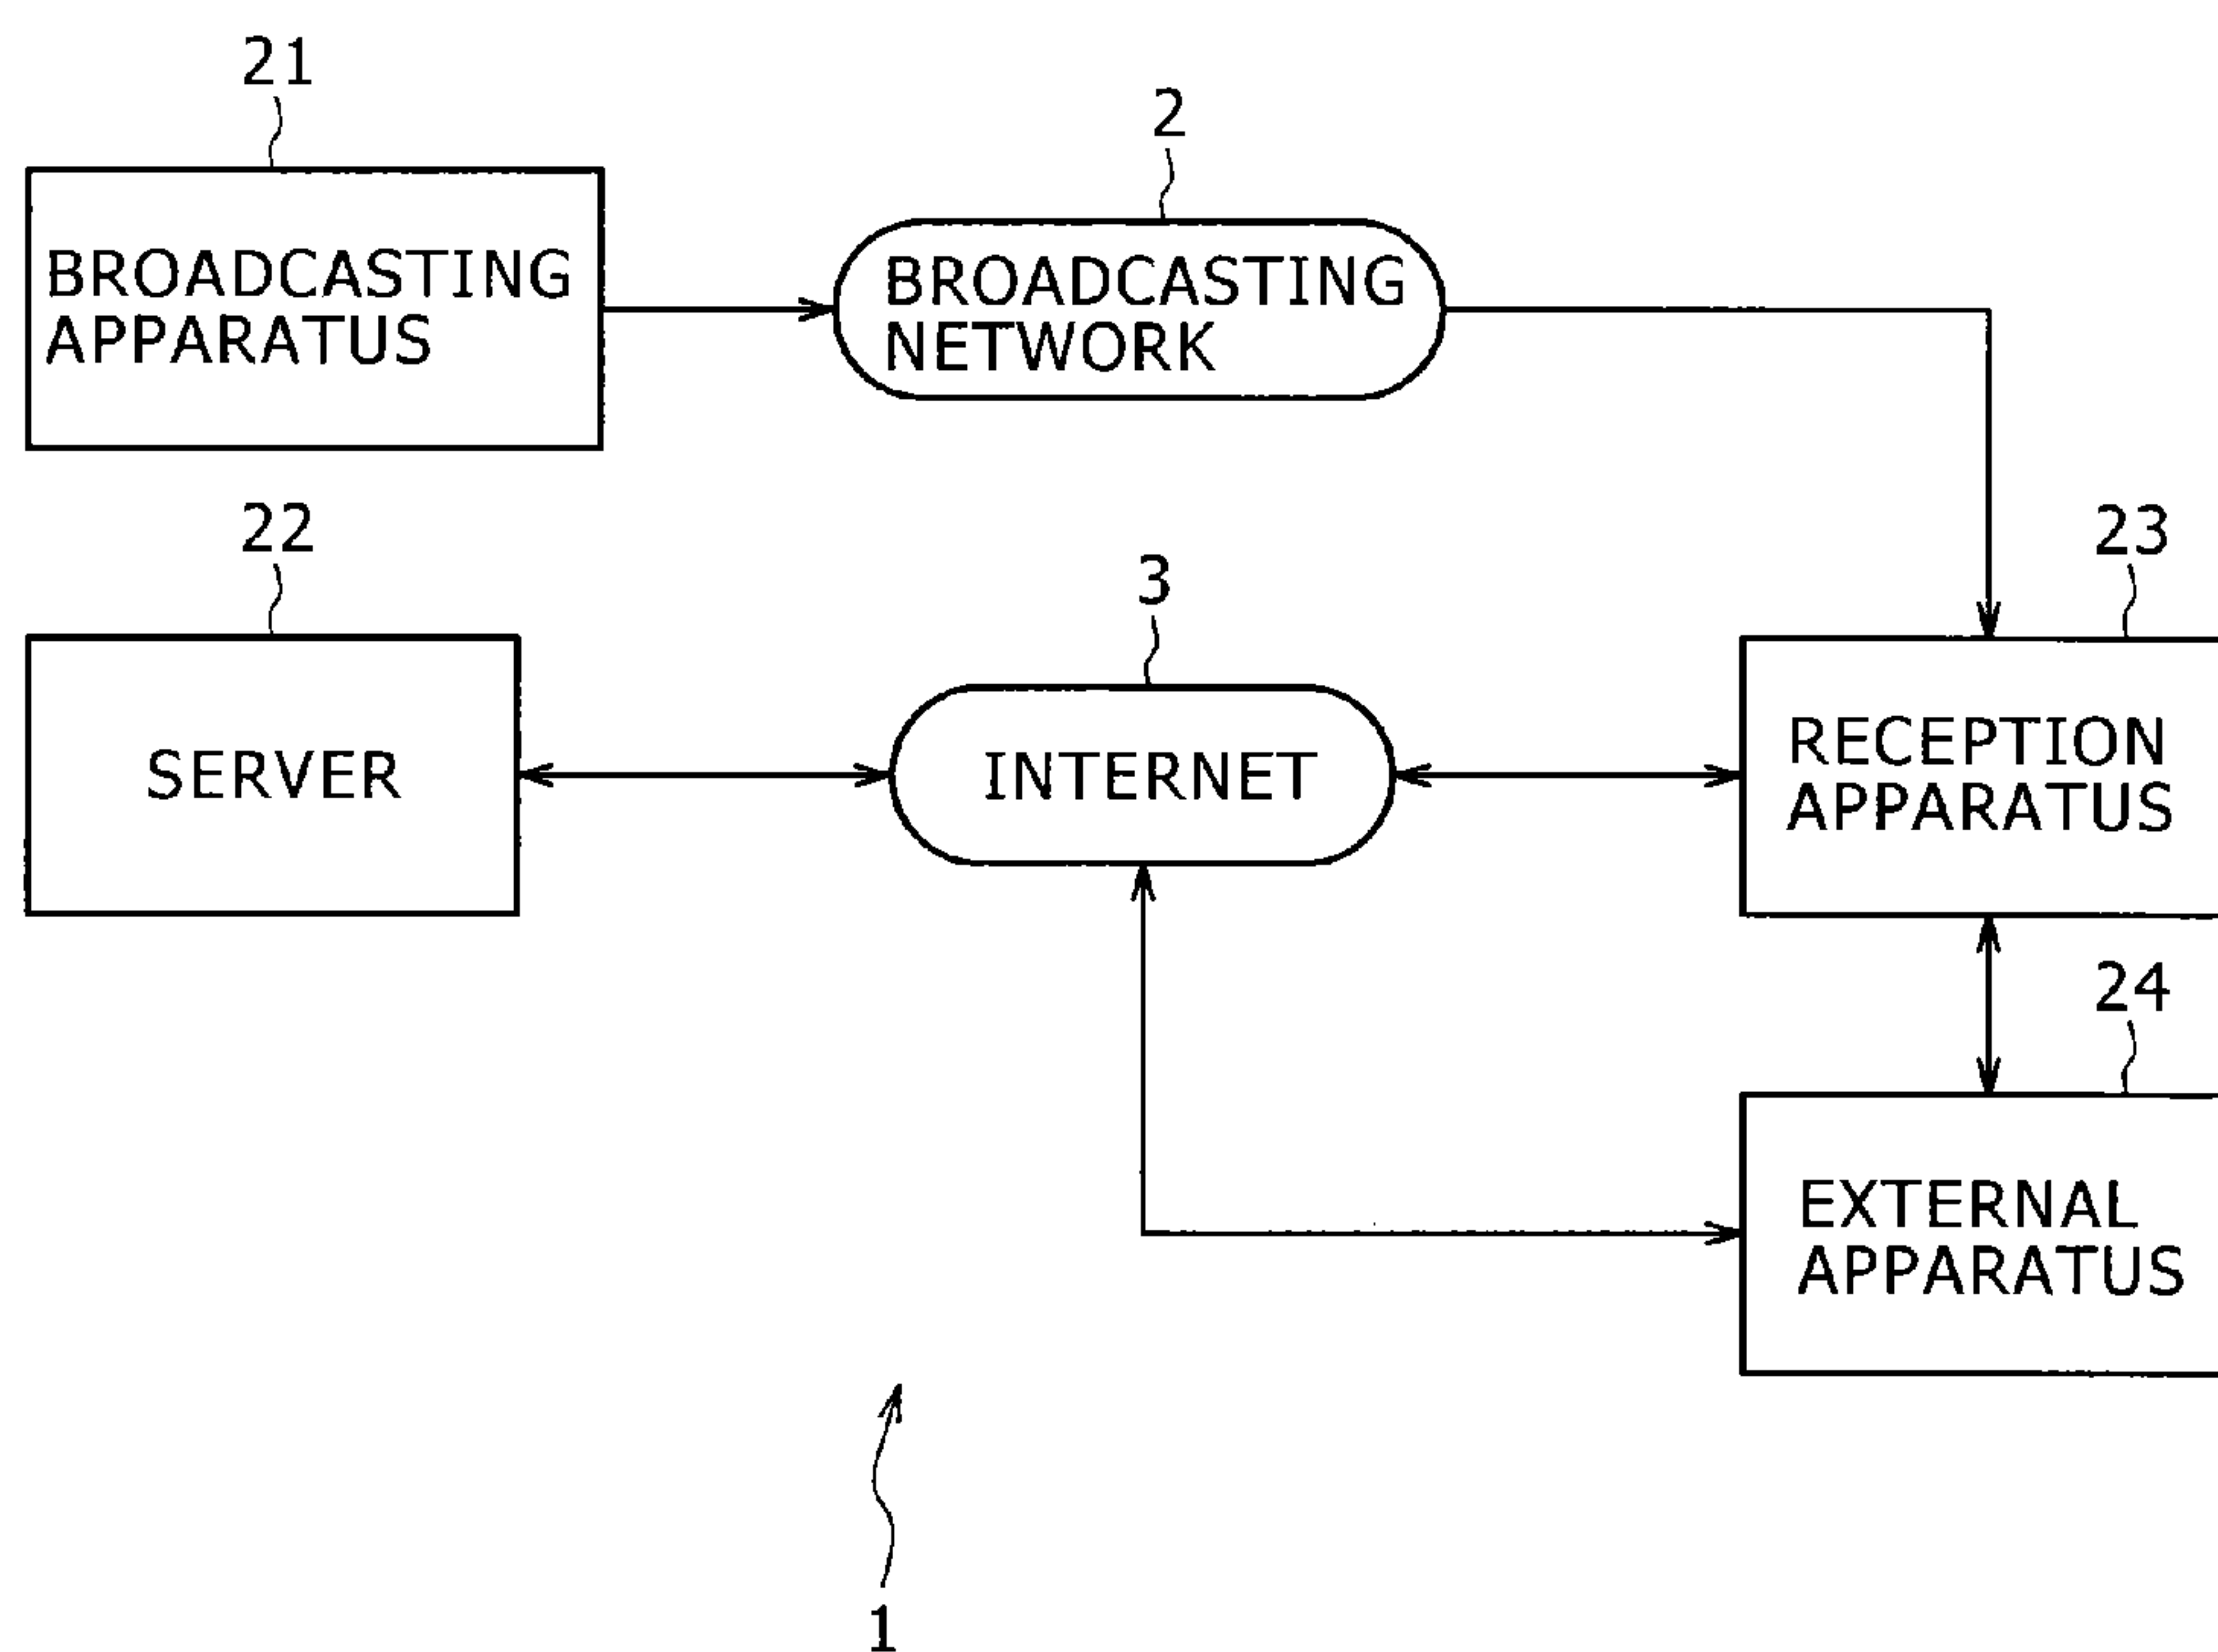 21
BROADCASTING
APPARATUS
2
BROADCASTING
NETWORK
22
SERVER
3
INTERNET
23
RECEPTION
APPARATUS
24
EXTERNAL
APPARATUS
1